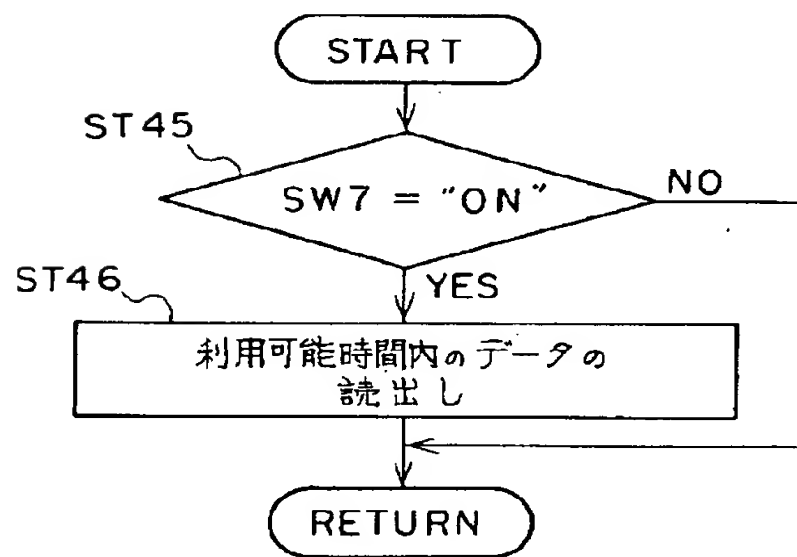 START
ST45
SW7 = "ON"
NO
YES
ST46
利用可能時間内のデータの
読出し
RETURN